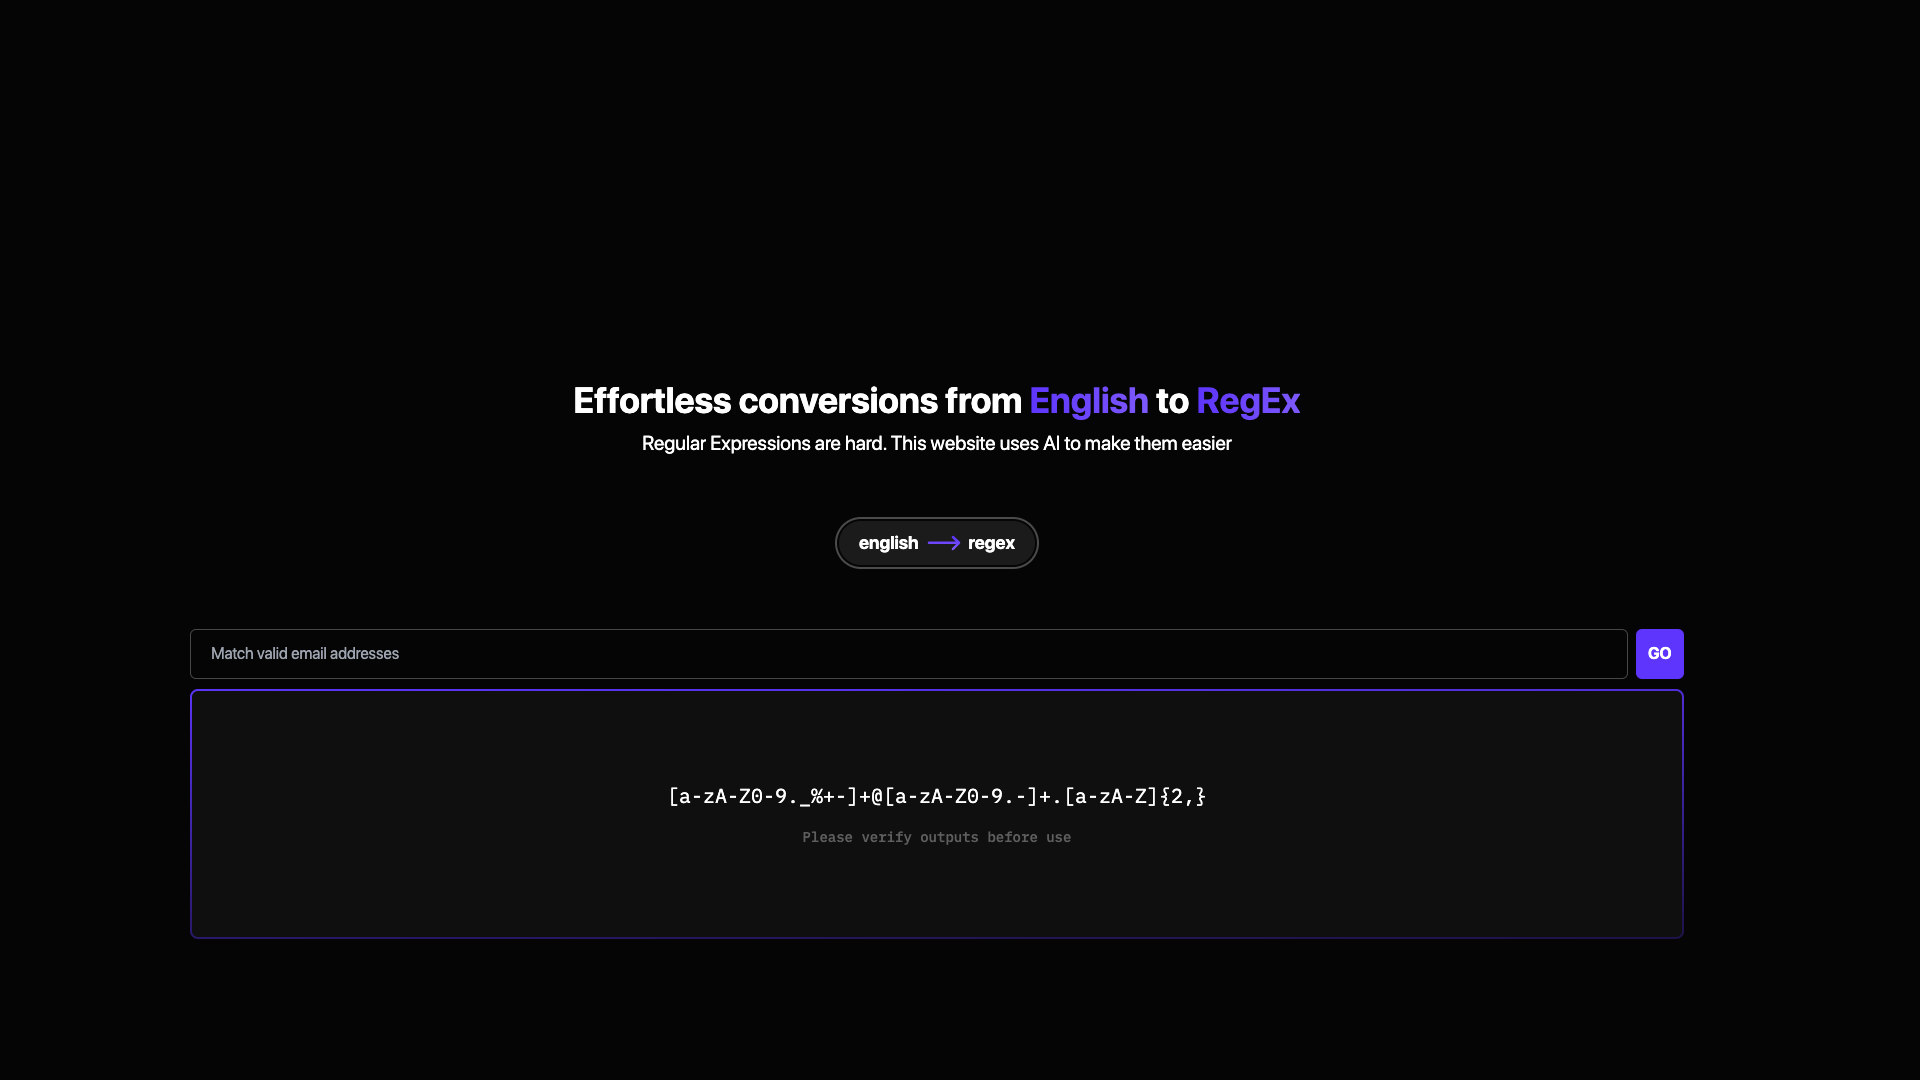 Effortless conversions from English to RegEx
Regular Expressions are hard. This website uses AI to make them easier
english → regex
Match valid email addresses
GO
[a-zA-Z0-9._%+-]+@[a-zA-Z0-9.-]+.[a-zA-Z]{2,}
Please verify outputs before use